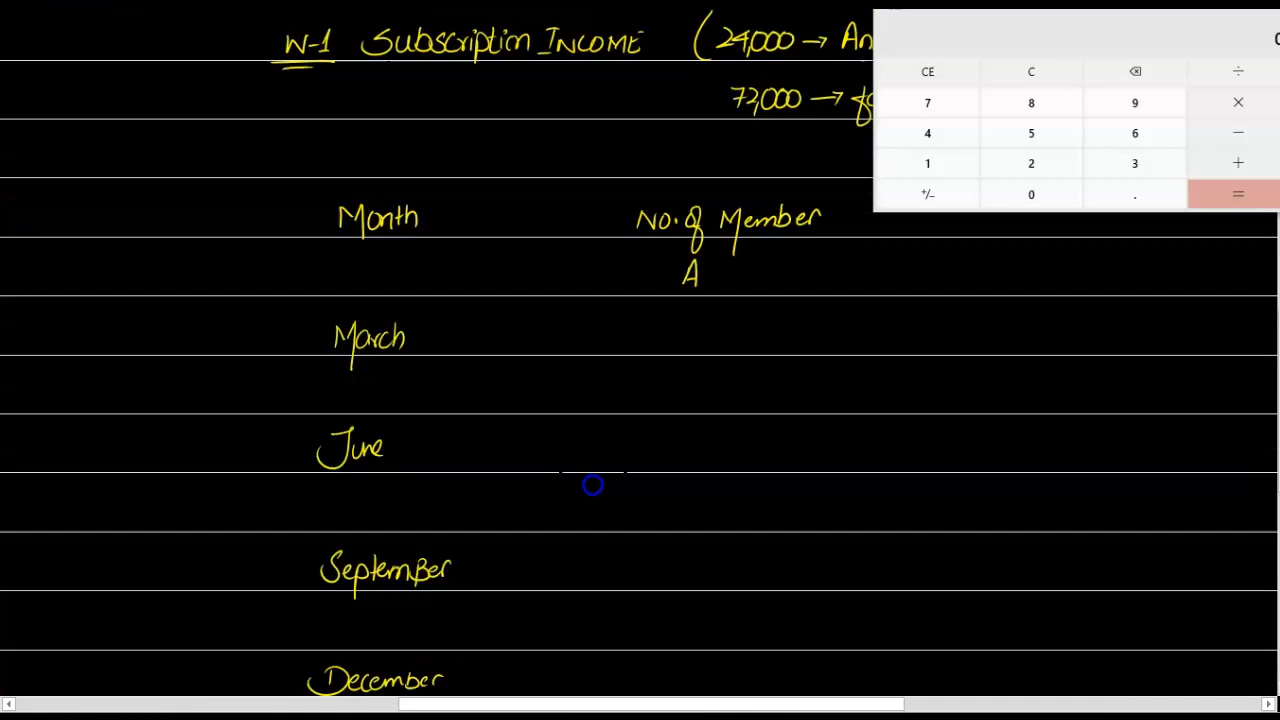 W-1 Subscription INCOME (24,000 → An
72,000 →
0
CE C ⌫ ÷
7 8 9 ×
4 5 6 −
1 2 3 +
+/− 0 . =
Month No. of Member
A
March
June
September
December